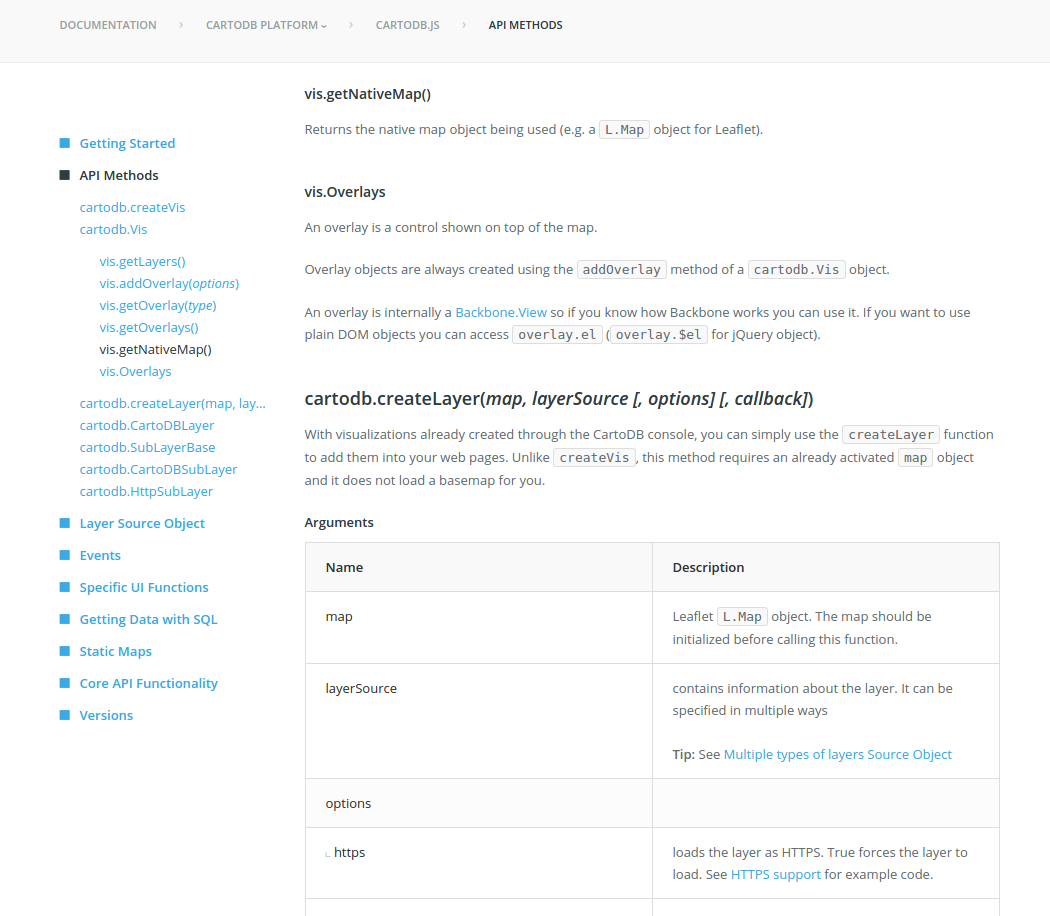 DOCUMENTATION › CARTODB PLATFORM › CARTODB.JS › API METHODS
Getting Started
API Methods
cartodb.createVis
cartodb.Vis
vis.getLayers()
vis.addOverlay(options)
vis.getOverlay(type)
vis.getOverlays()
vis.getNativeMap()
vis.Overlays
cartodb.createLayer(map, lay...
cartodb.CartoDBLayer
cartodb.SubLayerBase
cartodb.CartoDBSubLayer
cartodb.HttpSubLayer
Layer Source Object
Events
Specific UI Functions
Getting Data with SQL
Static Maps
Core API Functionality
Versions
vis.getNativeMap()
Returns the native map object being used (e.g. a L.Map object for Leaflet).
vis.Overlays
An overlay is a control shown on top of the map.
Overlay objects are always created using the addOverlay method of a cartodb.Vis object.
An overlay is internally a Backbone.View so if you know how Backbone works you can use it. If you want to use
plain DOM objects you can access overlay.el (overlay.$el for jQuery object).
cartodb.createLayer(map, layerSource [, options] [, callback])
With visualizations already created through the CartoDB console, you can simply use the createLayer function
to add them into your web pages. Unlike createVis, this method requires an already activated map object
and it does not load a basemap for you.
Arguments
Name Description
map Leaflet L.Map object. The map should be
initialized before calling this function.
layerSource contains information about the layer. It can be
specified in multiple ways
Tip: See Multiple types of layers Source Object
options
https loads the layer as HTTPS. True forces the layer to
load. See HTTPS support for example code.